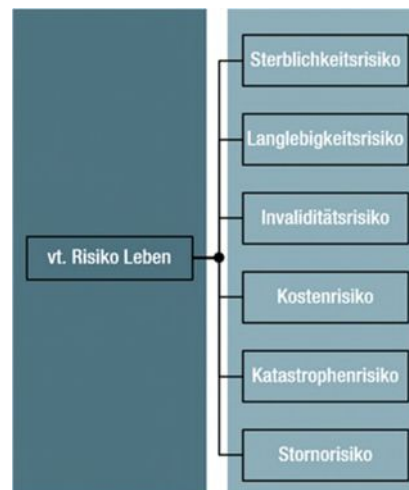 vt. Risiko Leben
Sterblichkeitsrisiko
Langlebigkeitsrisiko
Invaliditätsrisiko
Kostenrisiko
Katastrophenrisiko
Stornorisiko